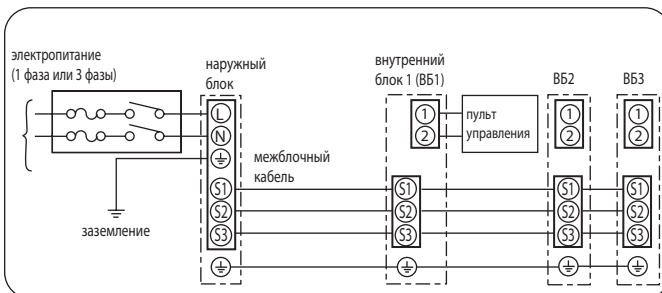 электропитание
(1 фаза или 3 фазы)
наружный
блок
внутренний
блок 1 (ВБ1)
ВБ2
ВБ3
L
N
межблочный
кабель
заземление
S1
S2
S3
1
2
пульт
управления
S1
S2
S3
1
2
S1
S2
S3
1
2
S1
S2
S3